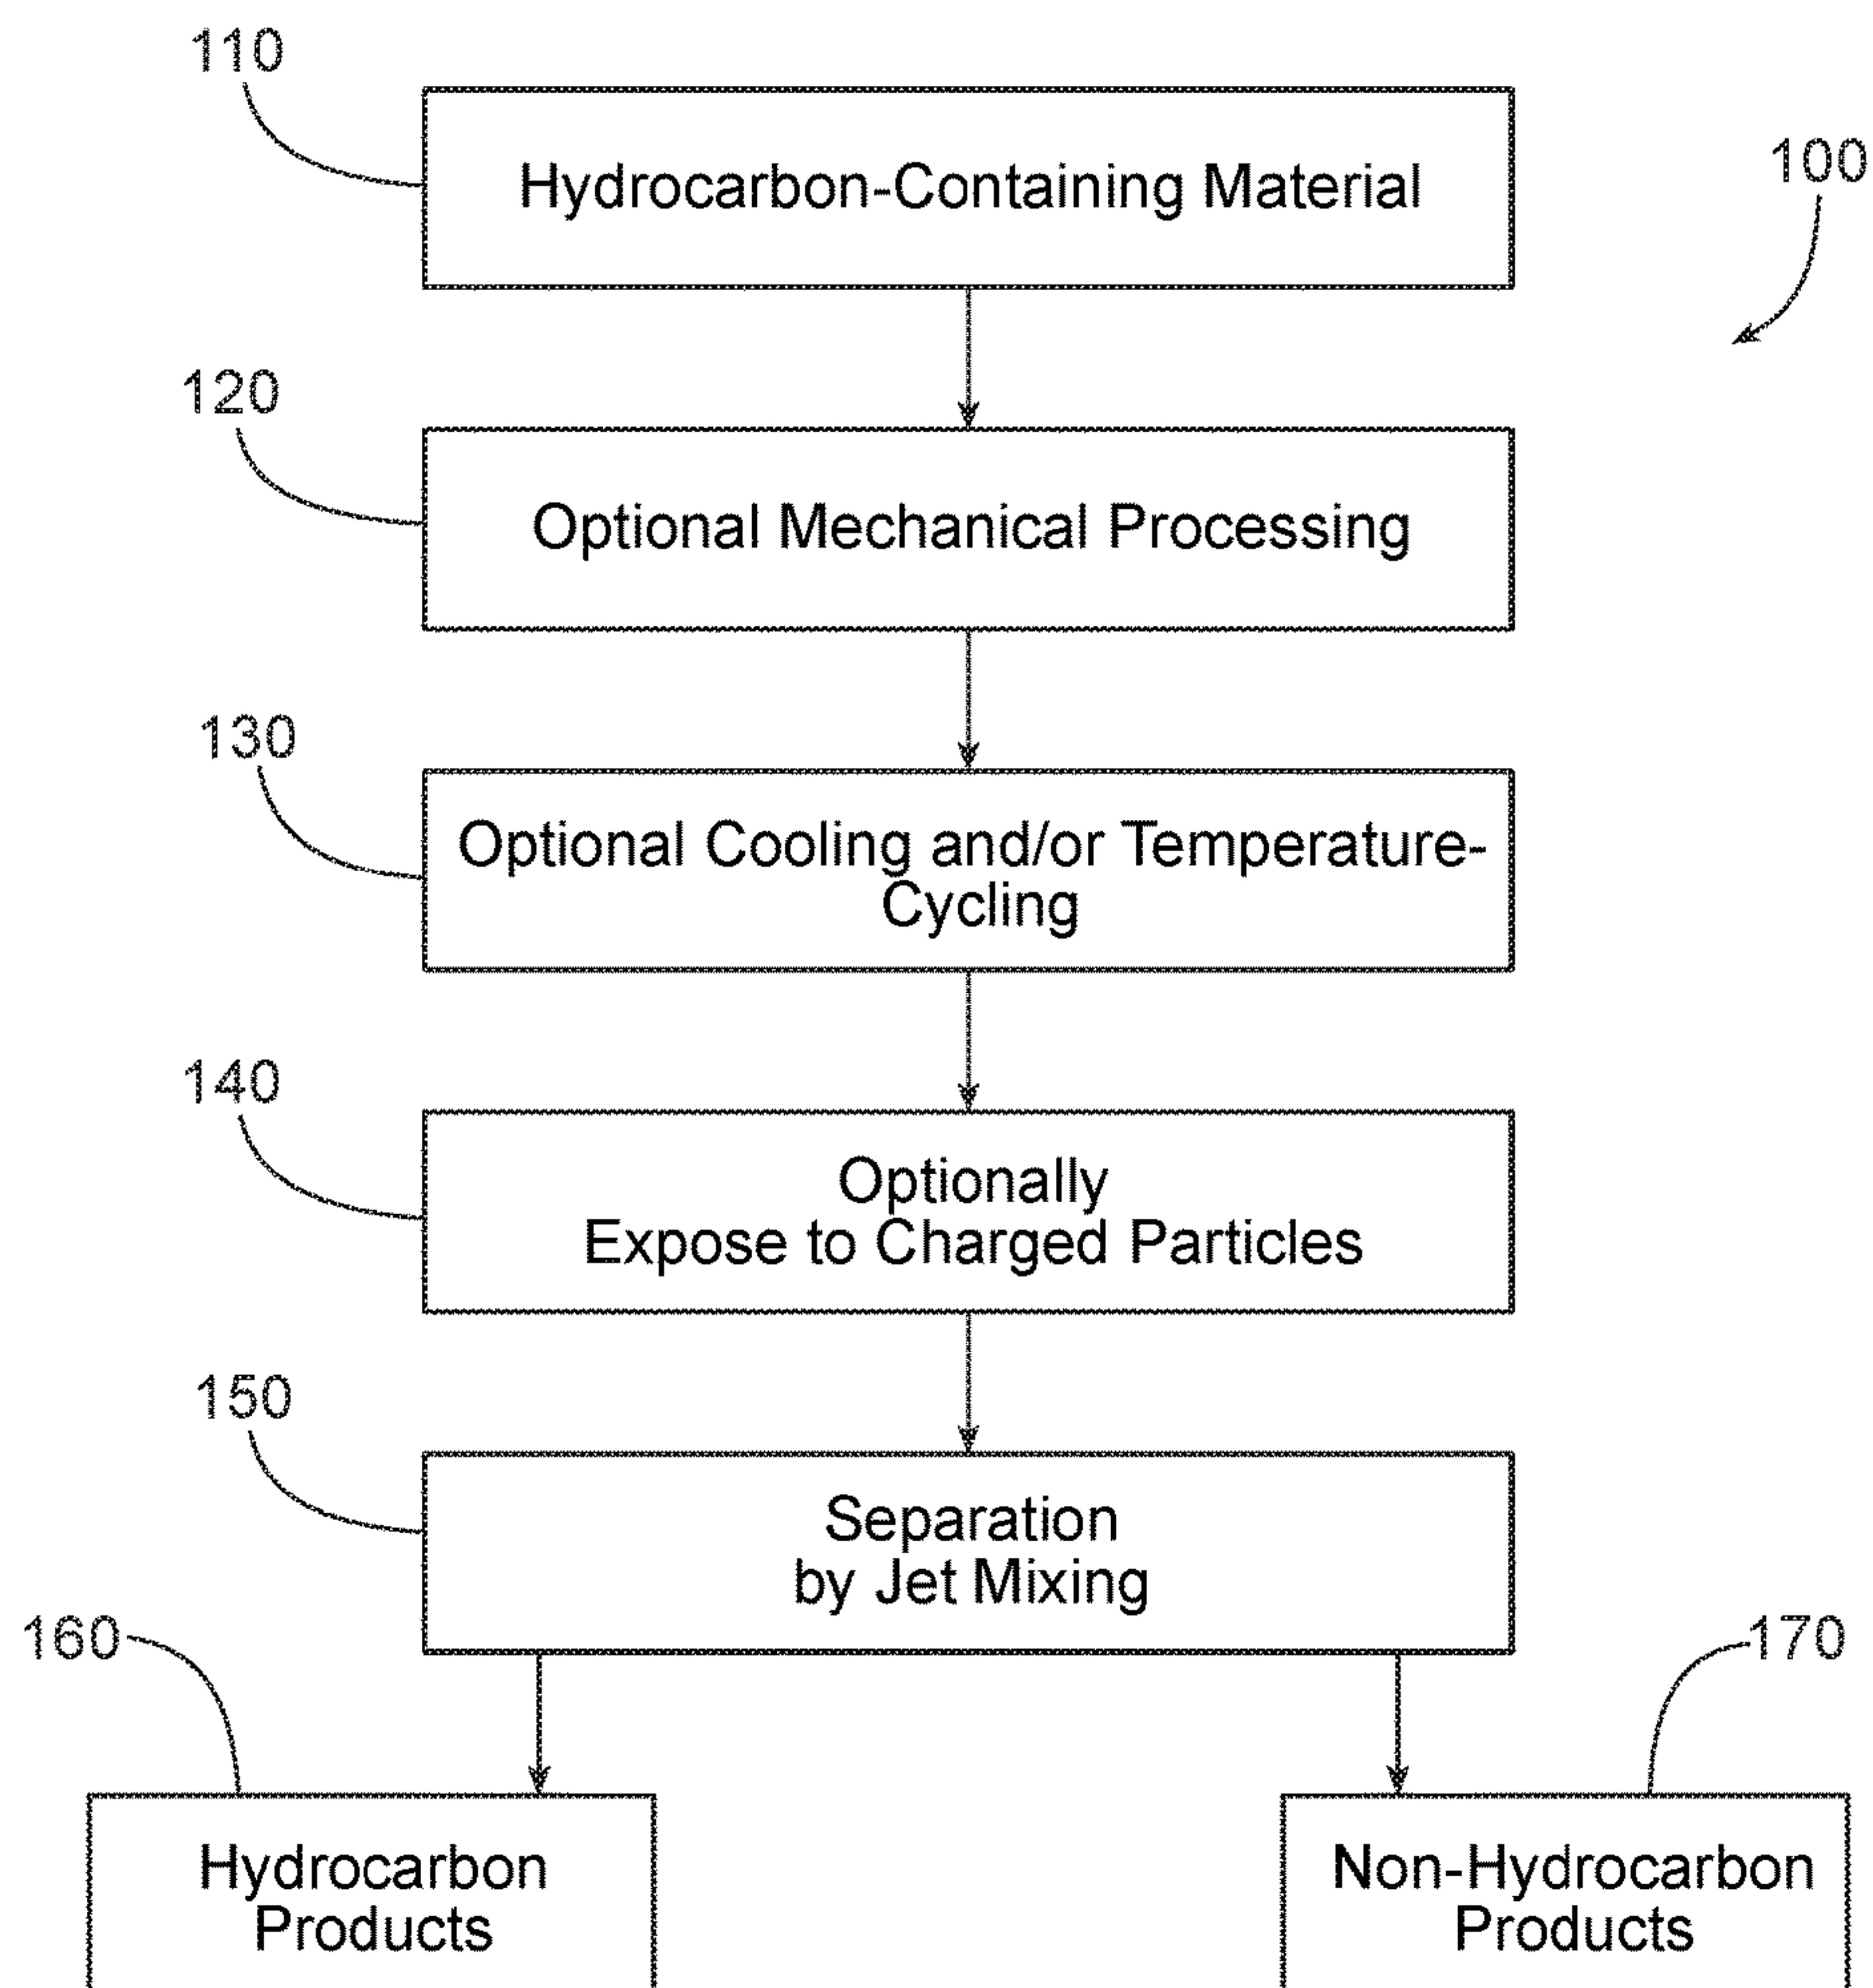 110
Hydrocarbon-Containing Material
100
120
Optional Mechanical Processing
130
Optional Cooling and/or Temperature-
Cycling
140
Optionally
Expose to Charged Particles
150
Separation
by Jet Mixing
160
170
Hydrocarbon
Products
Non-Hydrocarbon
Products